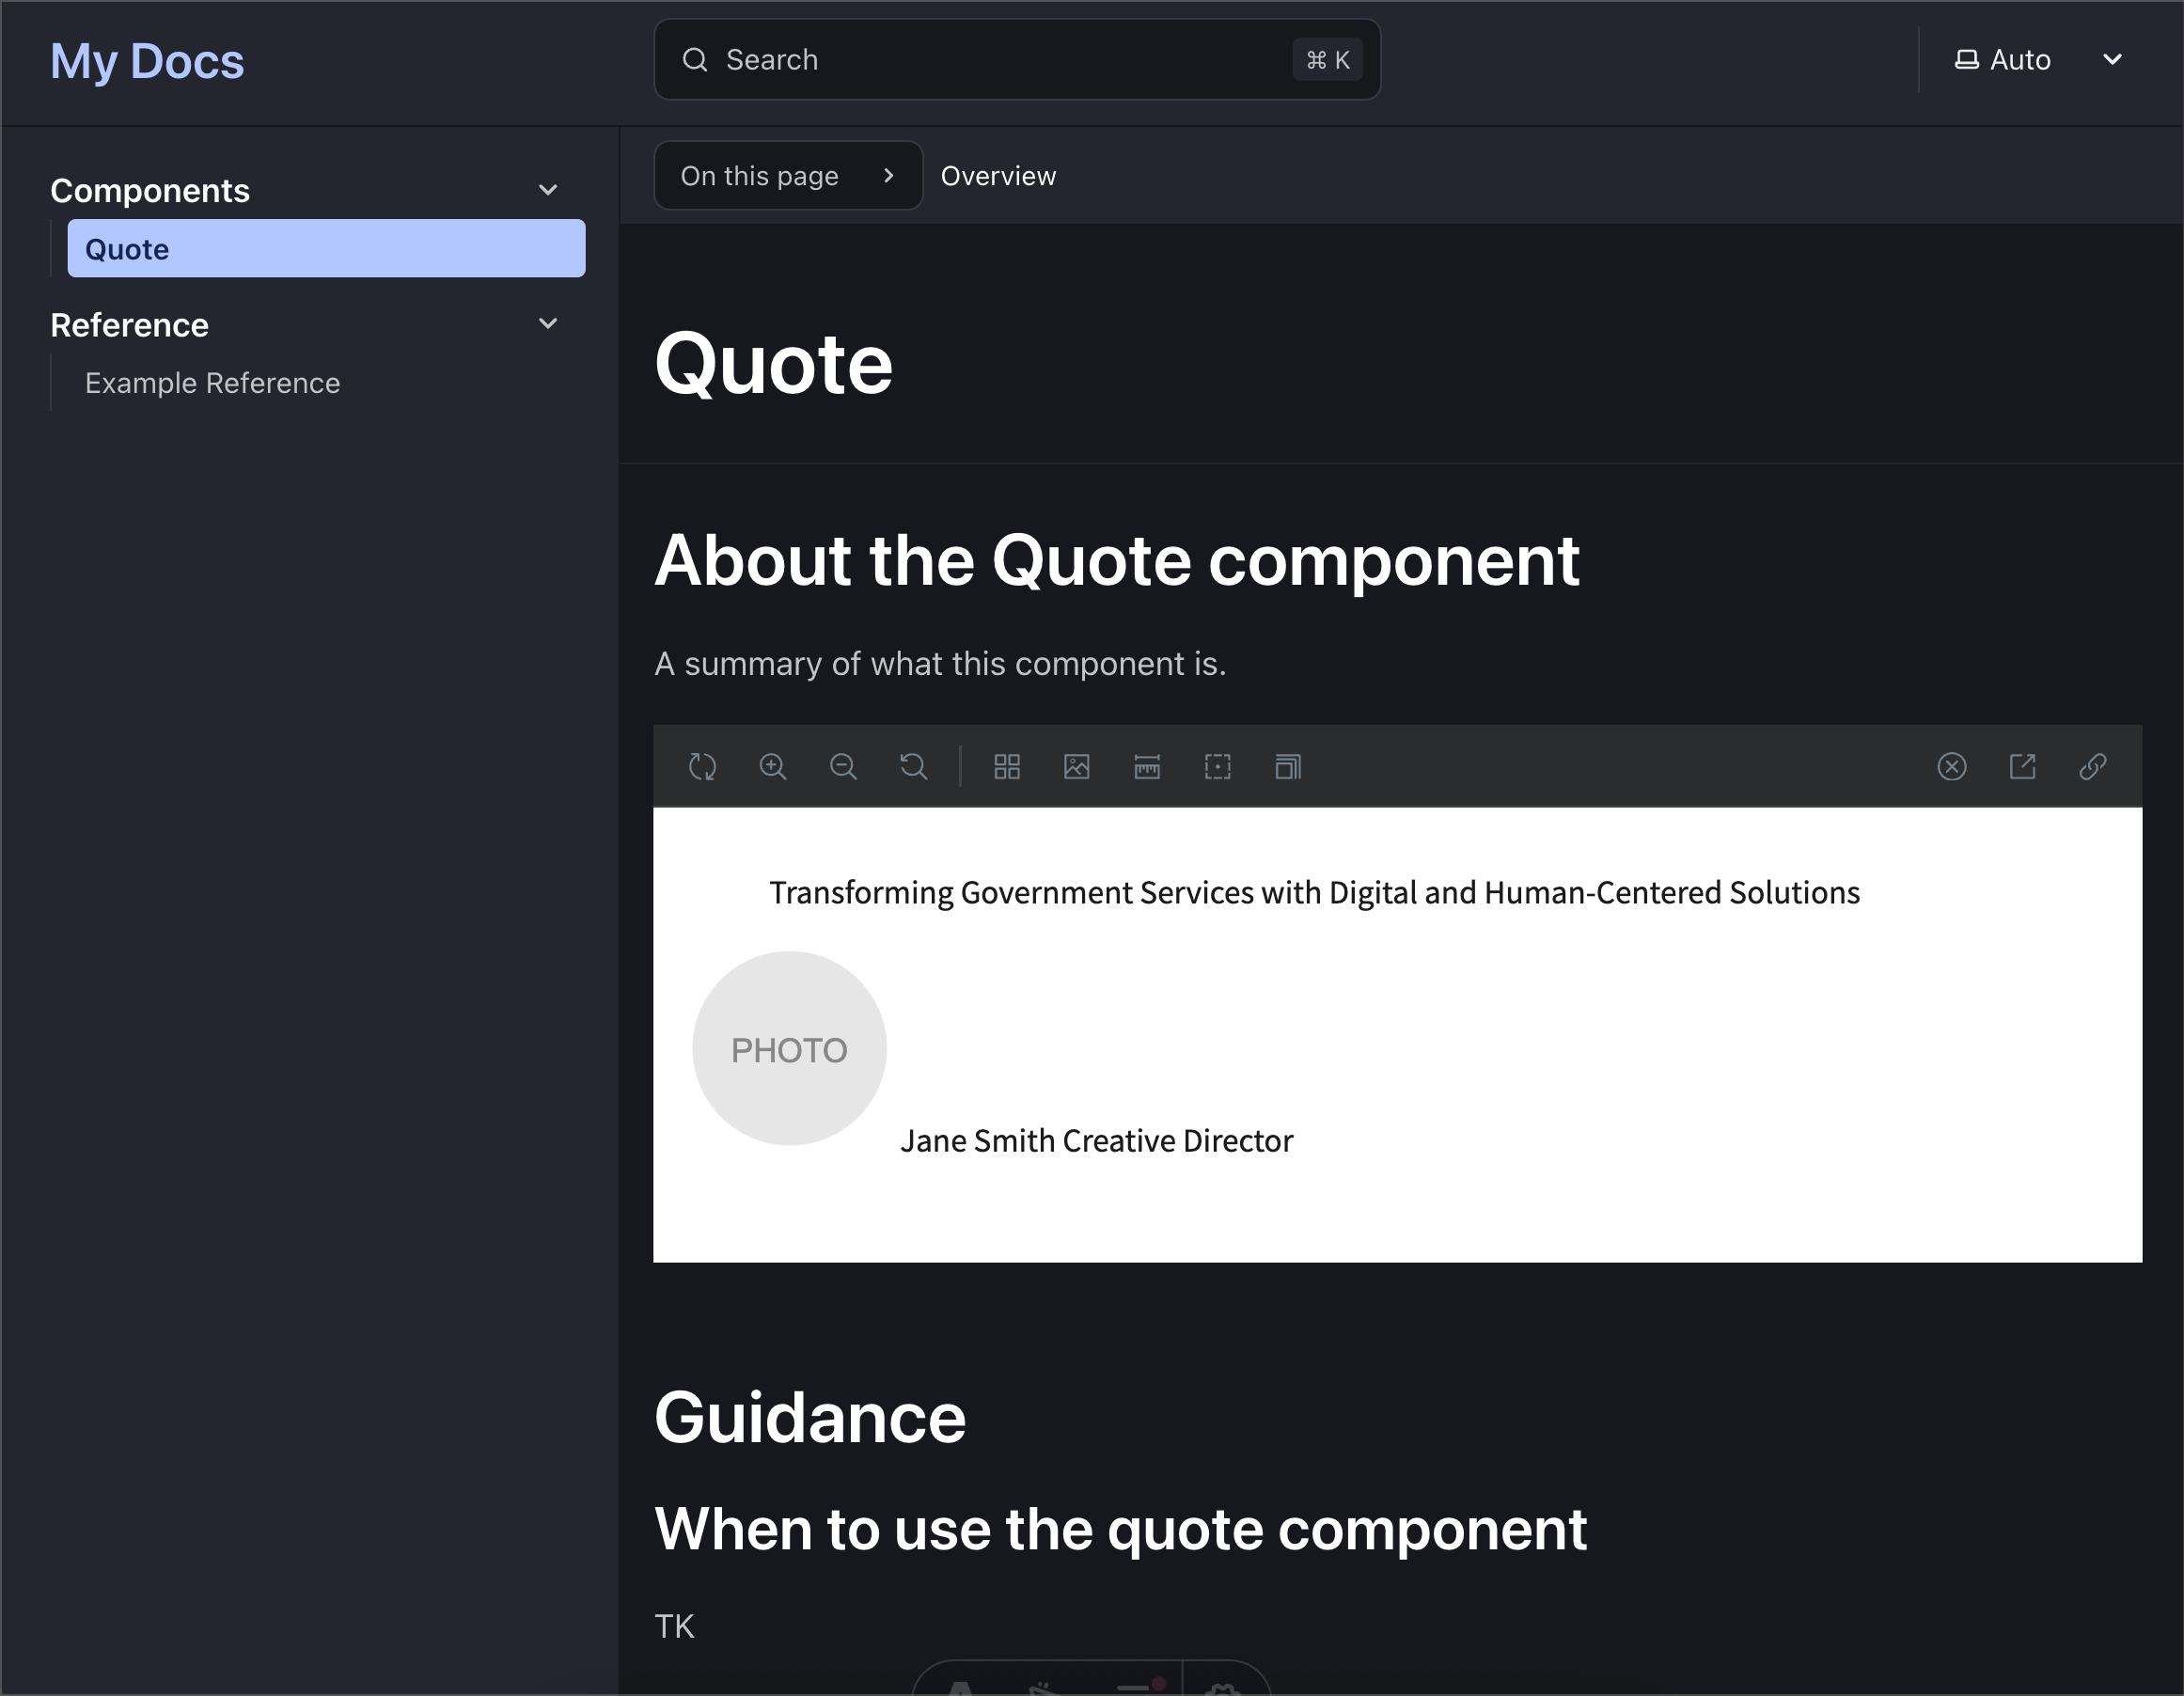 My Docs
Search
⌘ K
Auto
Components
Quote
Reference
Example Reference
On this page
Overview
Quote
About the Quote component
A summary of what this component is.
Transforming Government Services with Digital and Human-Centered Solutions
PHOTO
Jane Smith Creative Director
Guidance
When to use the quote component
TK